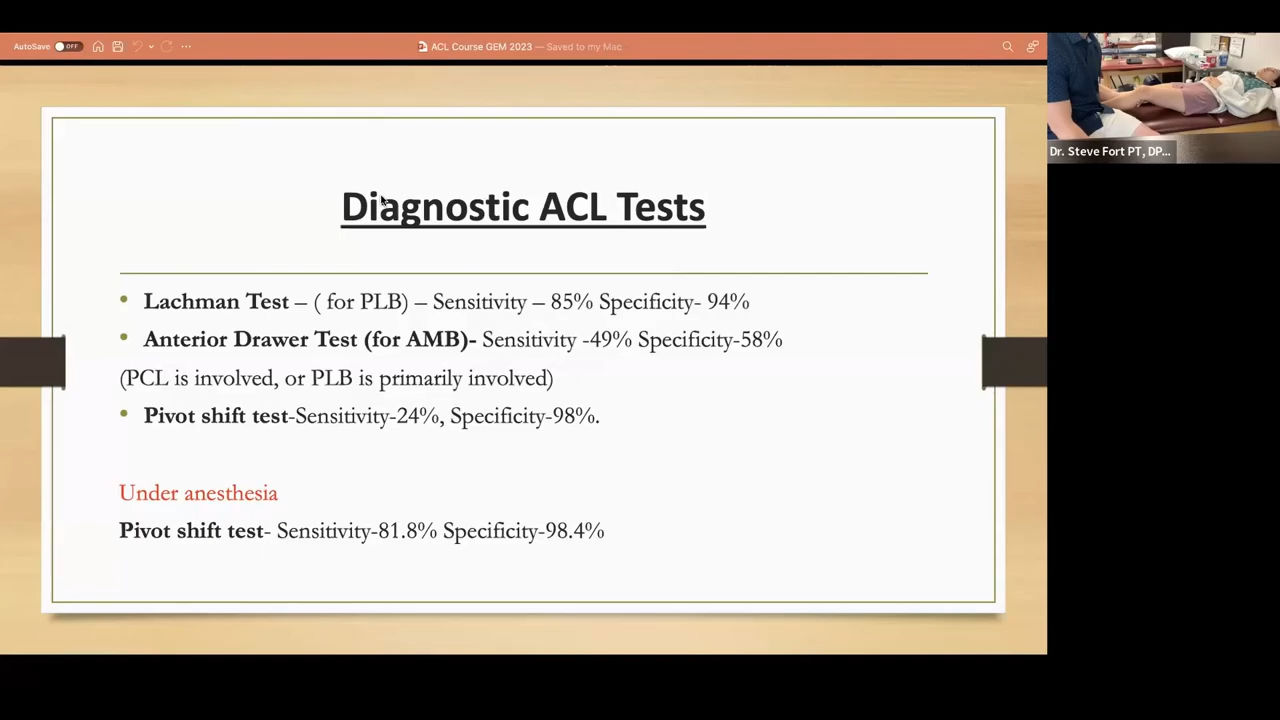 AutoSave OFF
ACL Course GEM 2023 — Saved to my Mac
Dr. Steve Fort PT, DP...
Diagnostic ACL Tests
• Lachman Test – ( for PLB) – Sensitivity – 85% Specificity- 94%
• Anterior Drawer Test (for AMB)- Sensitivity -49% Specificity-58%
(PCL is involved, or PLB is primarily involved)
• Pivot shift test-Sensitivity-24%, Specificity-98%.
Under anesthesia
Pivot shift test- Sensitivity-81.8% Specificity-98.4%